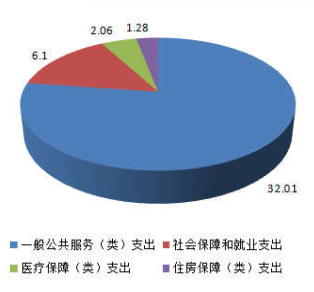 2.06 1.28
6.1
32.0.1
一般公共服务（类）支出 社会保障和就业支出
医疗保障（类）支出 住房保障（类）支出